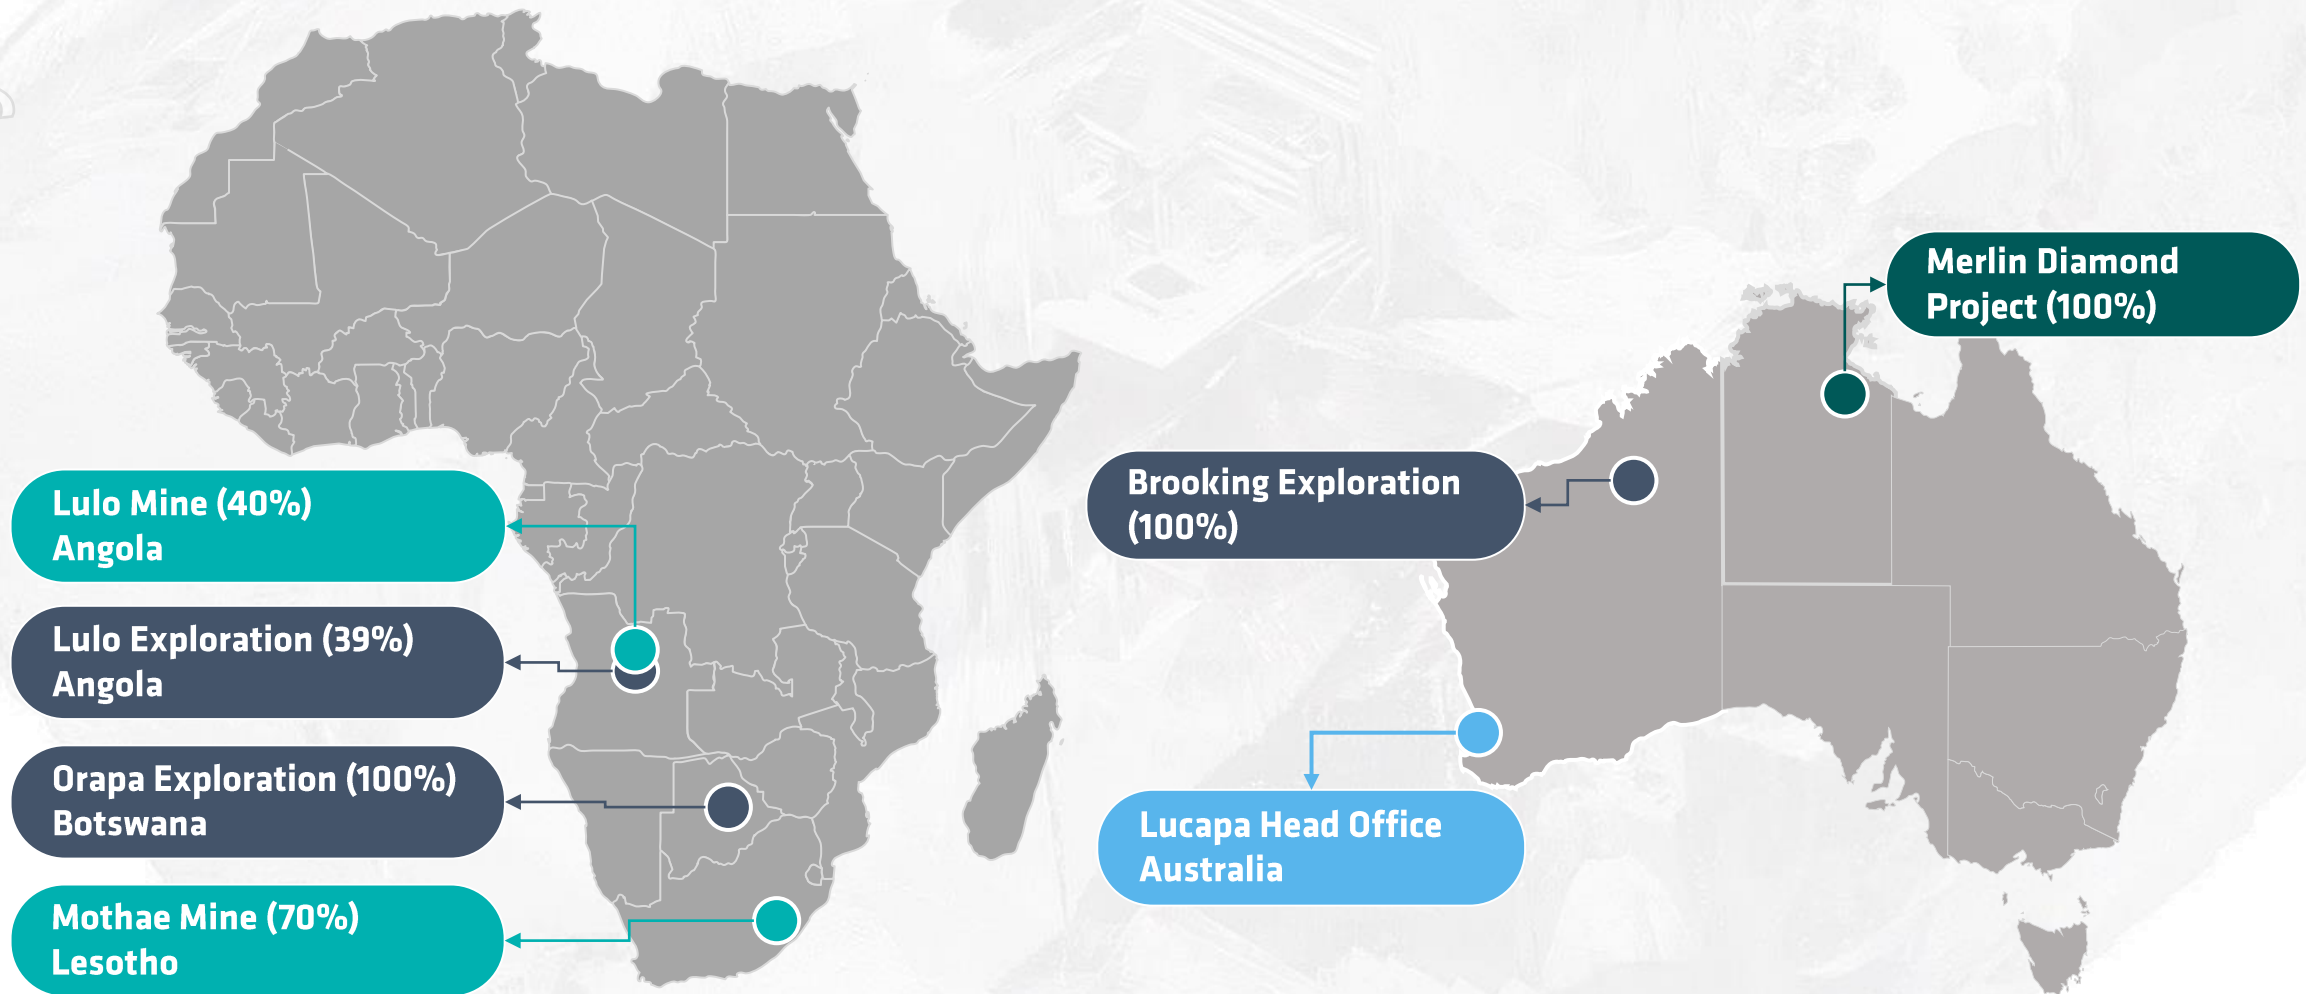 Merlin Diamond
Project (100%)
Brooking Exploration
(100%)
Lulo Mine (40%)
Angola
Lulo Exploration (39%)
Angola
Orapa Exploration (100%)
Botswana
Lucapa Head Office
Australia
Mothae Mine (70%)
Lesotho